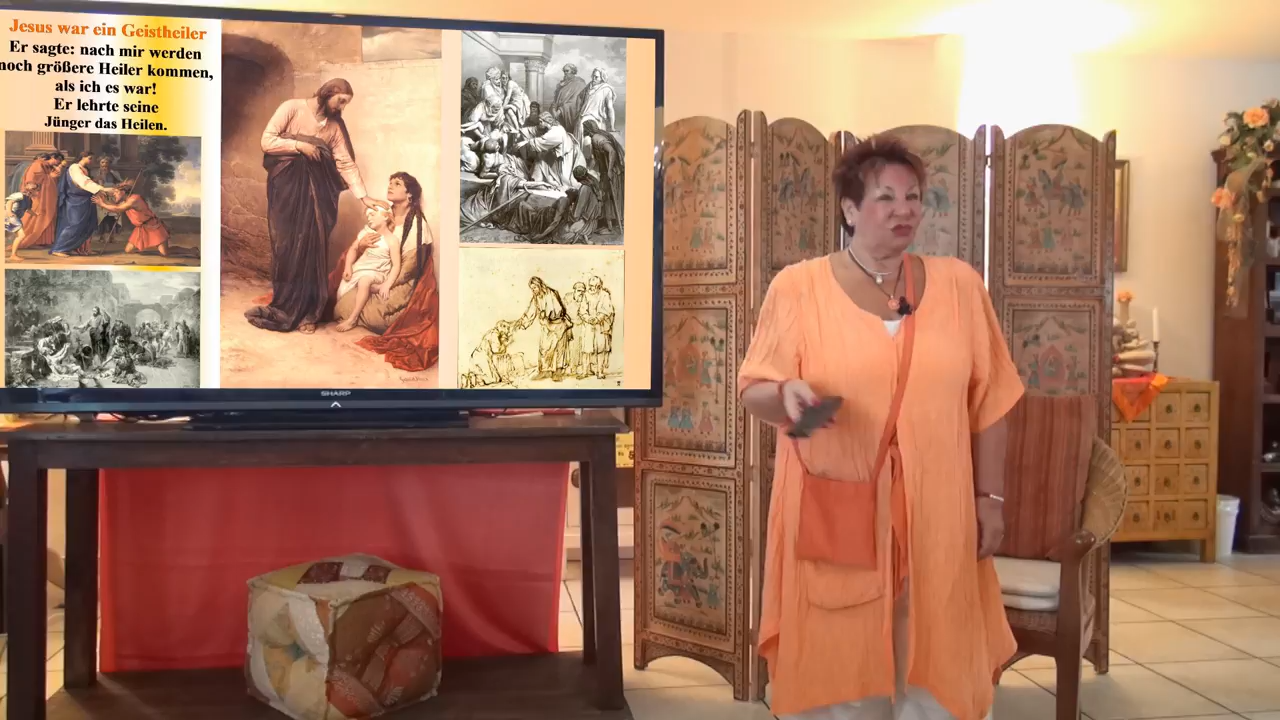 Jesus war ein Geistheiler
Er sagte: nach mir werden
noch größere Heiler kommen,
als ich es war!
Er lehrte seine
Jünger das Heilen.
SHARP